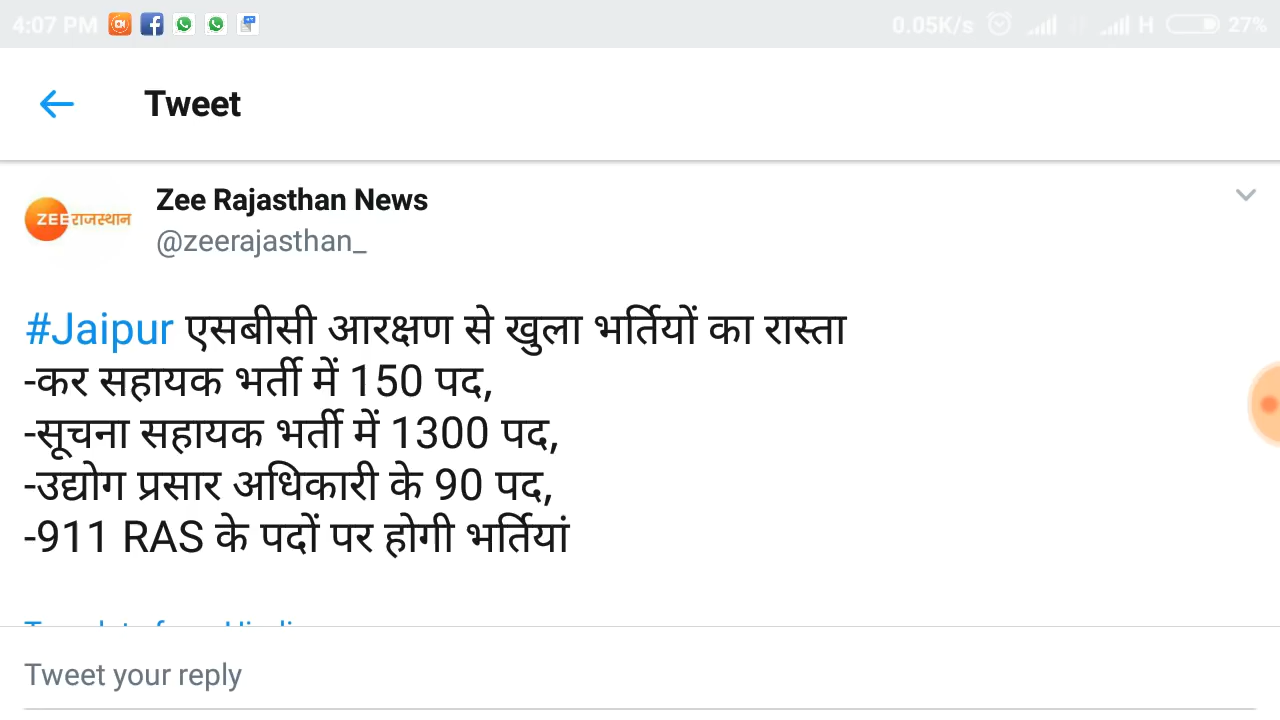 4:07 PM
0.05K/s H 27%
Tweet
ZEE राजस्थान
Zee Rajasthan News
@zeerajasthan_
#Jaipur एसबीसी आरक्षण से खुला भर्तियों का रास्ता
-कर सहायक भर्ती में 150 पद,
-सूचना सहायक भर्ती में 1300 पद,
-उद्योग प्रसार अधिकारी के 90 पद,
-911 RAS के पदों पर होगी भर्तियां
Tweet your reply